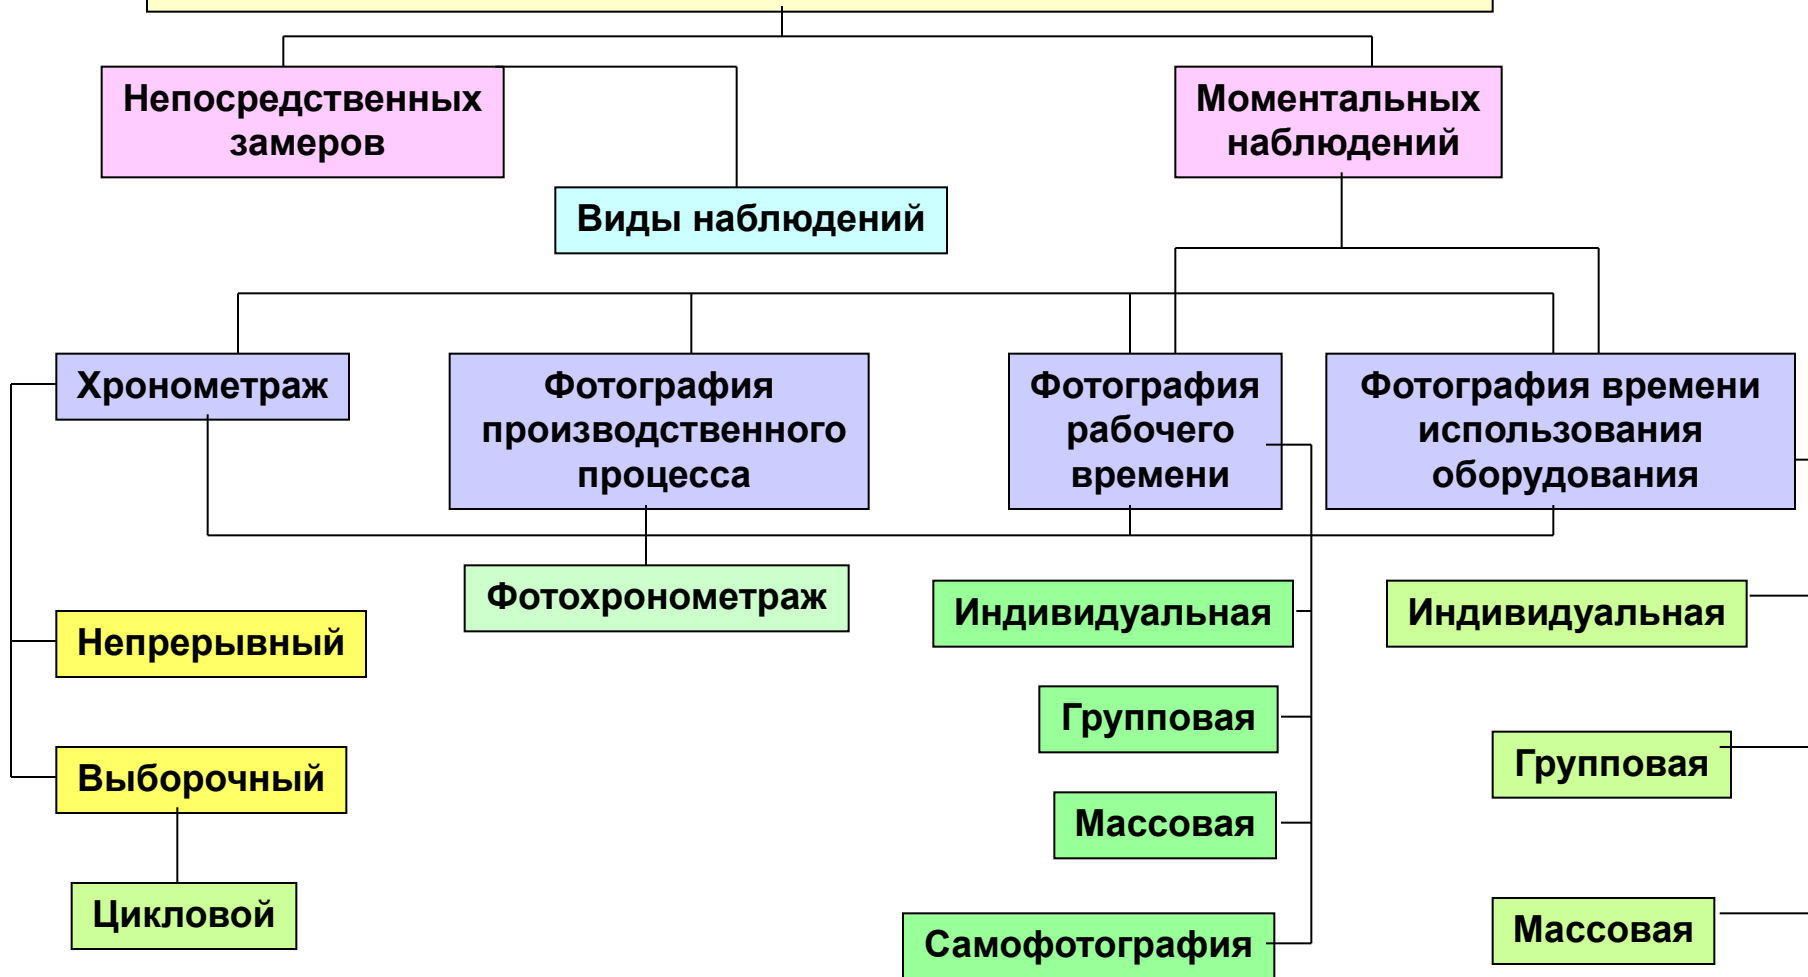 Непосредственных
замеров
Моментальных
наблюдений
Виды наблюдений
Хронометраж
Фотография
производственного
процесса
Фотография
рабочего
времени
Фотография времени
использования
оборудования
Фотохронометраж
Индивидуальная
Индивидуальная
Непрерывный
Групповая
Групповая
Выборочный
Массовая
Цикловой
Самофотография
Массовая